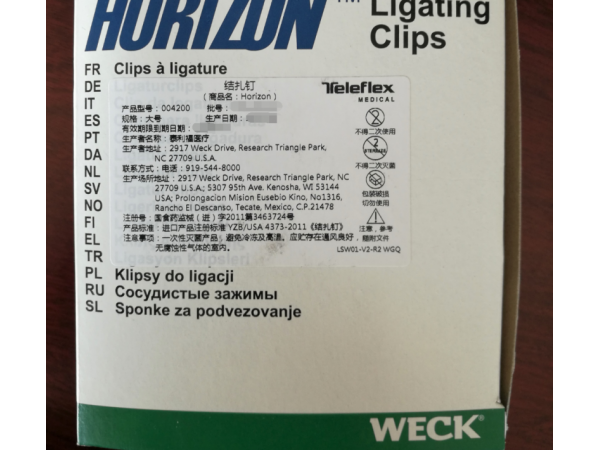 HORIZON™ Ligating
Clips
FR Clips à ligature
DE
IT
ES
PT
DA
NL
SV
NO
FI
EL
TR
PL Klipsy do ligacji
RU Сосудистые зажимы
SL Sponke za podvezovanje
结扎钉
(商品名:Horizon)
Teleflex
MEDICAL
产品型号:004200 批号:
规格:大号 生产日期:
有效期限到期日期:
生产者名称:泰利福医疗
生产者地址:2917 Weck Drive, Research Triangle Park,
NC 27709 U.S.A.
联系方式:电话:919-544-8000
生产场所地址:2917 Weck Drive, Research Triangle Park, NC
27709 U.S.A.; 5307 95th Ave. Kenosha, WI 53144
USA; Prolongacion Mision Eusebio Kino, No1316,
Rancho El Descanso, Tecate, Mexico, C.P.21478
注册号:国食药监械(进)字2011第3463724号
产品标准:进口产品注册标准YZB/USA 4373-2011《结扎钉》
注意事项:一次性灭菌产品,避免冷冻及高温。应贮存在通风良好,
无腐蚀性气体的室内。
不得二次使用
不得二次灭菌
包装破损
切勿使用
注意,参考
随附文件
LSW01-V2-R2 WGQ
WECK®